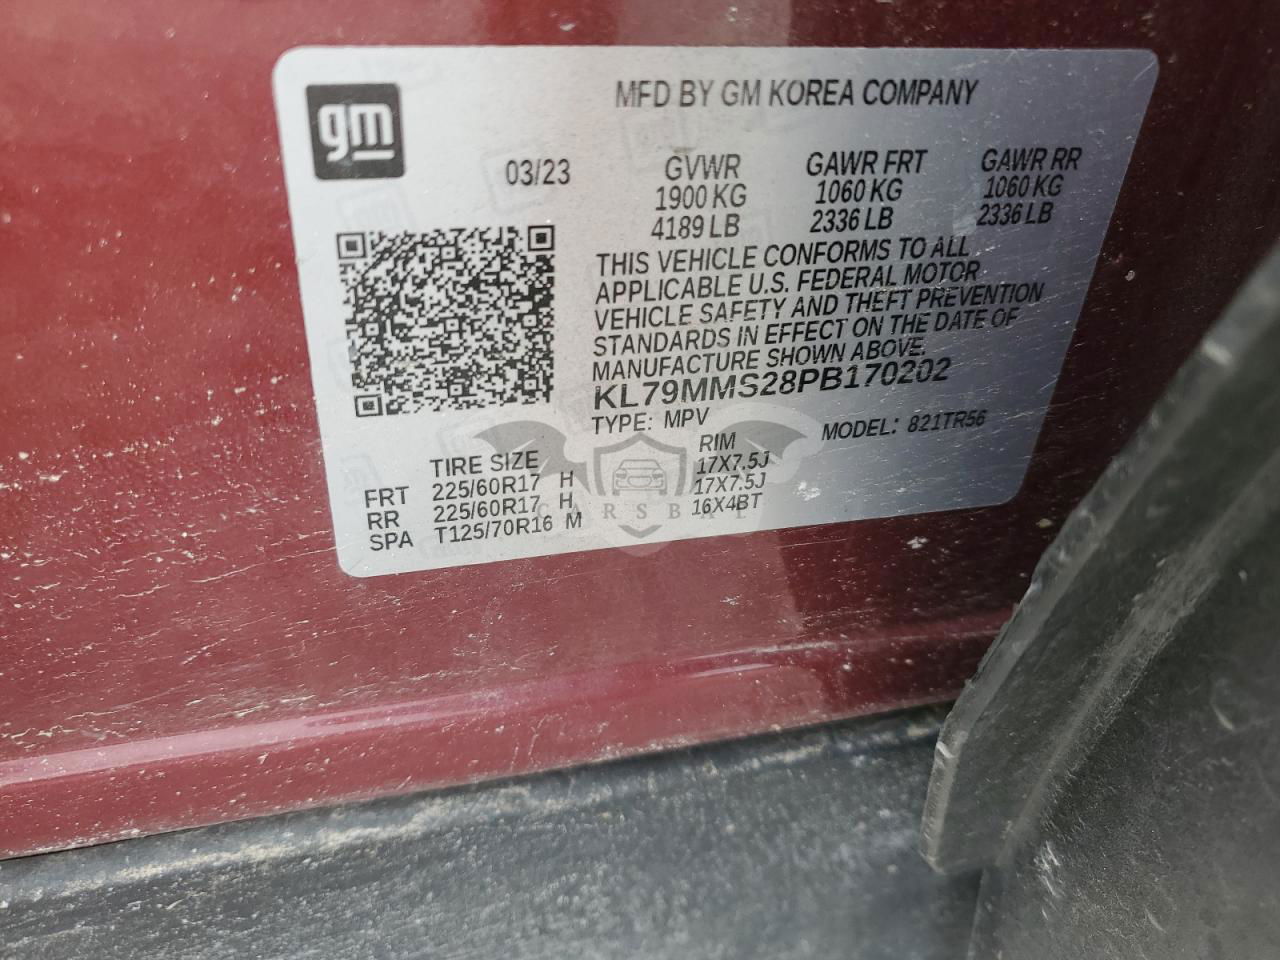 gm
MFD BY GM KOREA COMPANY
03/23 GVWR GAWR FRT GAWR RR
1900 KG 1060 KG 1060 KG
4189 LB 2336 LB 2336 LB
THIS VEHICLE CONFORMS TO ALL
APPLICABLE U.S. FEDERAL MOTOR
VEHICLE SAFETY AND THEFT PREVENTION
STANDARDS IN EFFECT ON THE DATE OF
MANUFACTURE SHOWN ABOVE.
KL79MMS28PB170202
TYPE: MPV MODEL: 821TR56
TIRE SIZE RIM
FRT 225/60R17 H 17X7.5J
RR 225/60R17 H 17X7.5J
SPA T125/70R16 M 16X4BT